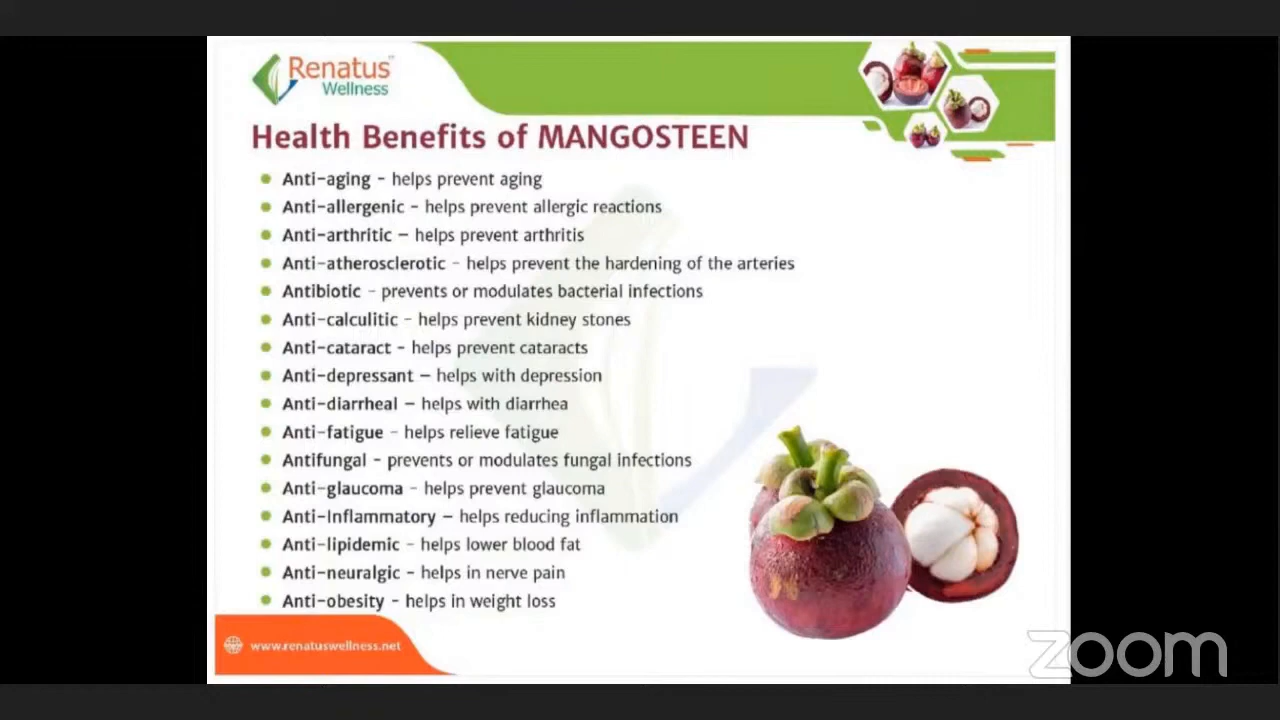 Renatus™
Wellness
Health Benefits of MANGOSTEEN
Anti-aging - helps prevent aging
Anti-allergenic - helps prevent allergic reactions
Anti-arthritic – helps prevent arthritis
Anti-atherosclerotic - helps prevent the hardening of the arteries
Antibiotic - prevents or modulates bacterial infections
Anti-calculitic - helps prevent kidney stones
Anti-cataract - helps prevent cataracts
Anti-depressant – helps with depression
Anti-diarrheal – helps with diarrhea
Anti-fatigue - helps relieve fatigue
Antifungal - prevents or modulates fungal infections
Anti-glaucoma - helps prevent glaucoma
Anti-Inflammatory – helps reducing inflammation
Anti-lipidemic - helps lower blood fat
Anti-neuralgic - helps in nerve pain
Anti-obesity - helps in weight loss
www.renatuswellness.net
zoom